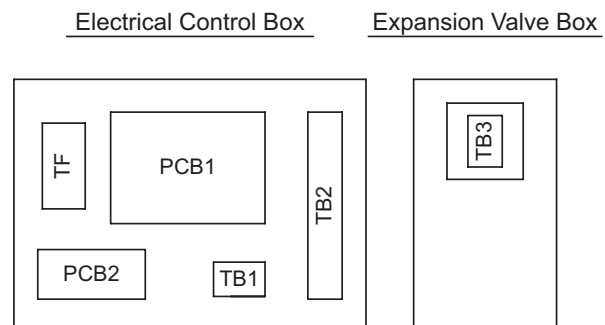 Electrical Control Box
Expansion Valve Box
TF
PCB1
TB2
TB3
PCB2
TB1